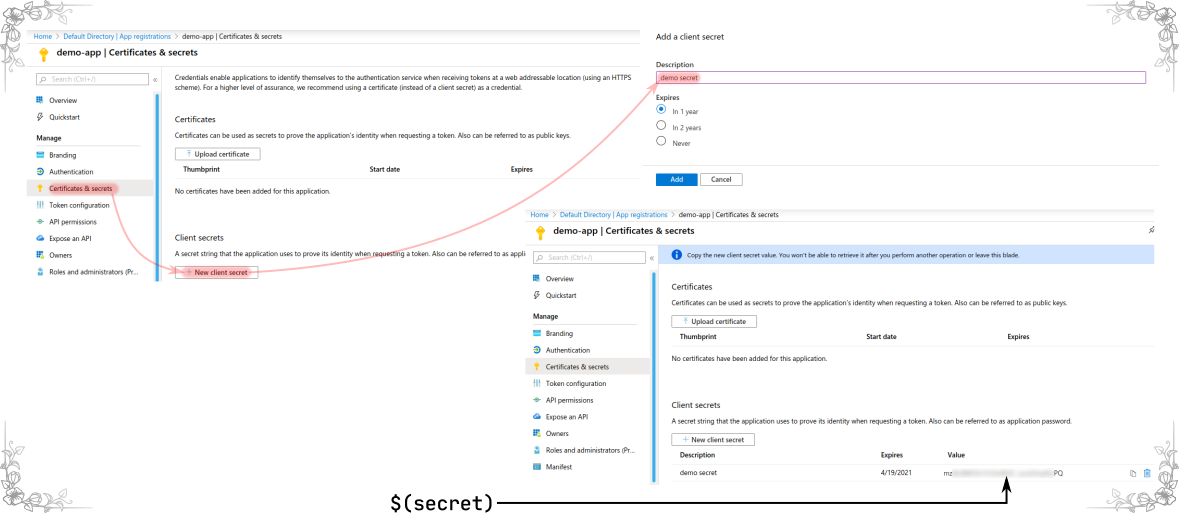 Home > Default Directory | App registrations > demo-app | Certificates & secrets
demo-app | Certificates & secrets
Search (Ctrl+/)
«
Overview
Quickstart
Manage
Branding
Authentication
Certificates & secrets
Token configuration
API permissions
Expose an API
Owners
Roles and administrators (Pr...
Credentials enable applications to identify themselves to the authentication service when receiving tokens at a web addressable location (using an HTTPS
scheme). For a higher level of assurance, we recommend using a certificate (instead of a client secret) as a credential.
Certificates
Certificates can be used as secrets to prove the application's identity when requesting a token. Also can be referred to as public keys.
Upload certificate
Thumbprint Start date Expires
No certificates have been added for this application.
Client secrets
A secret string that the application uses to prove its identity when requesting a token. Also can be referred to as appli
+ New client secret
Add a client secret
Description
demo secret
Expires
In 1 year
In 2 years
Never
Add Cancel
Home > Default Directory | App registrations > demo-app | Certificates & secrets
demo-app | Certificates & secrets
Search (Ctrl+/)
«
Overview
Quickstart
Manage
Branding
Authentication
Certificates & secrets
Token configuration
API permissions
Expose an API
Owners
Roles and administrators (Pr...
Manifest
Copy the new client secret value. You won't be able to retrieve it after you perform another operation or leave this blade.
Certificates
Certificates can be used as secrets to prove the application's identity when requesting a token. Also can be referred to as public keys.
Upload certificate
Thumbprint Start date Expires
No certificates have been added for this application.
Client secrets
A secret string that the application uses to prove its identity when requesting a token. Also can be referred to as application password.
+ New client secret
Description Expires Value
demo secret 4/19/2021 mz PQ
$(secret)